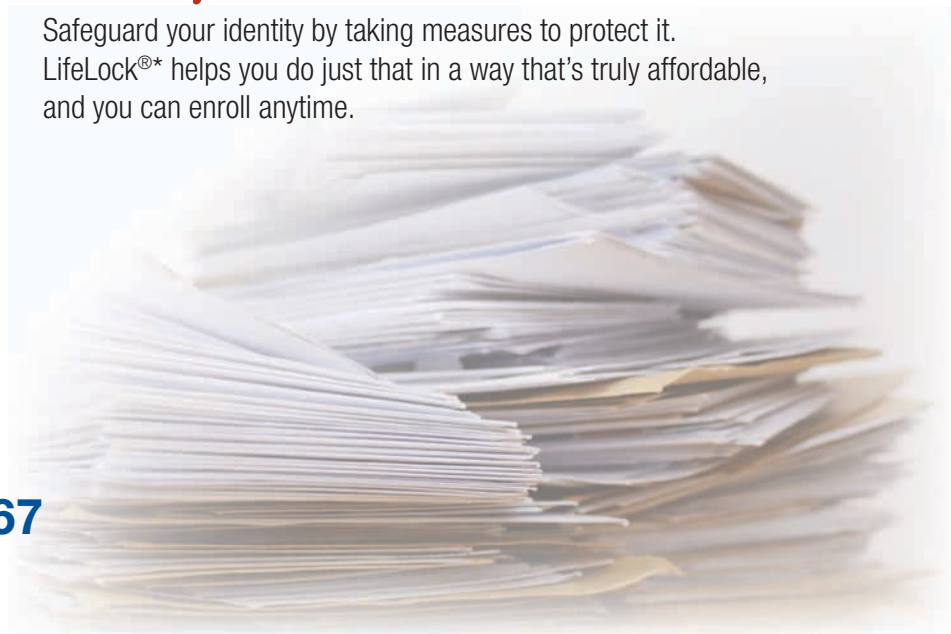 Safeguard your identity by taking measures to protect it.
LifeLock®* helps you do just that in a way that's truly affordable,
and you can enroll anytime.
67